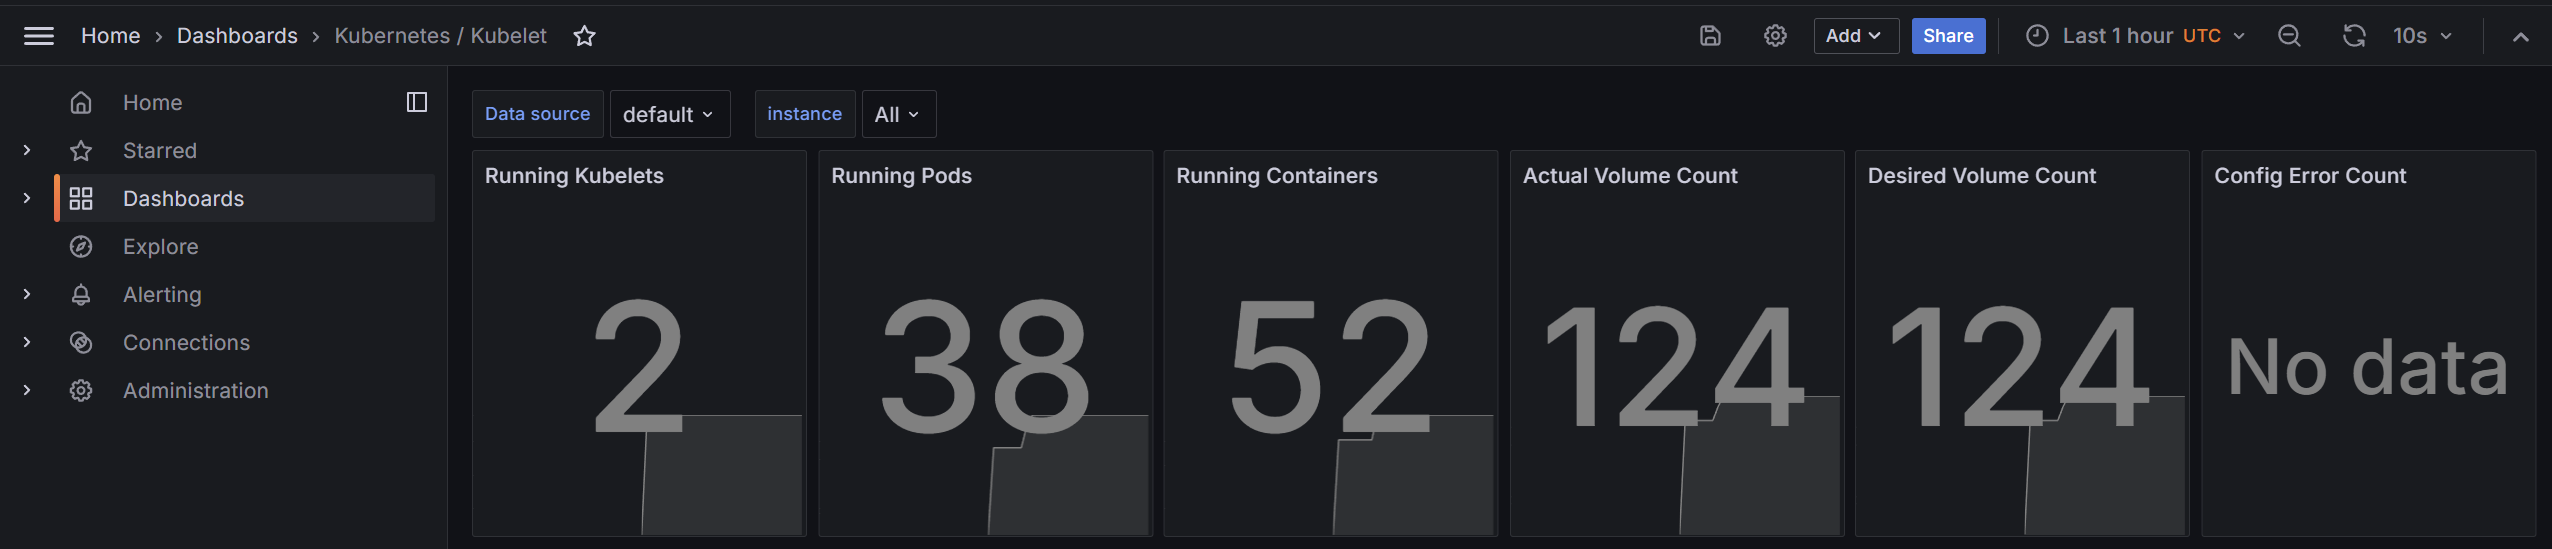 Home › Dashboards › Kubernetes / Kubelet
Add
Share
Last 1 hour UTC
10s
Home
Starred
Dashboards
Explore
Alerting
Connections
Administration
Data source default instance All
Running Kubelets
2
Running Pods
38
Running Containers
52
Actual Volume Count
124
Desired Volume Count
124
Config Error Count
No data